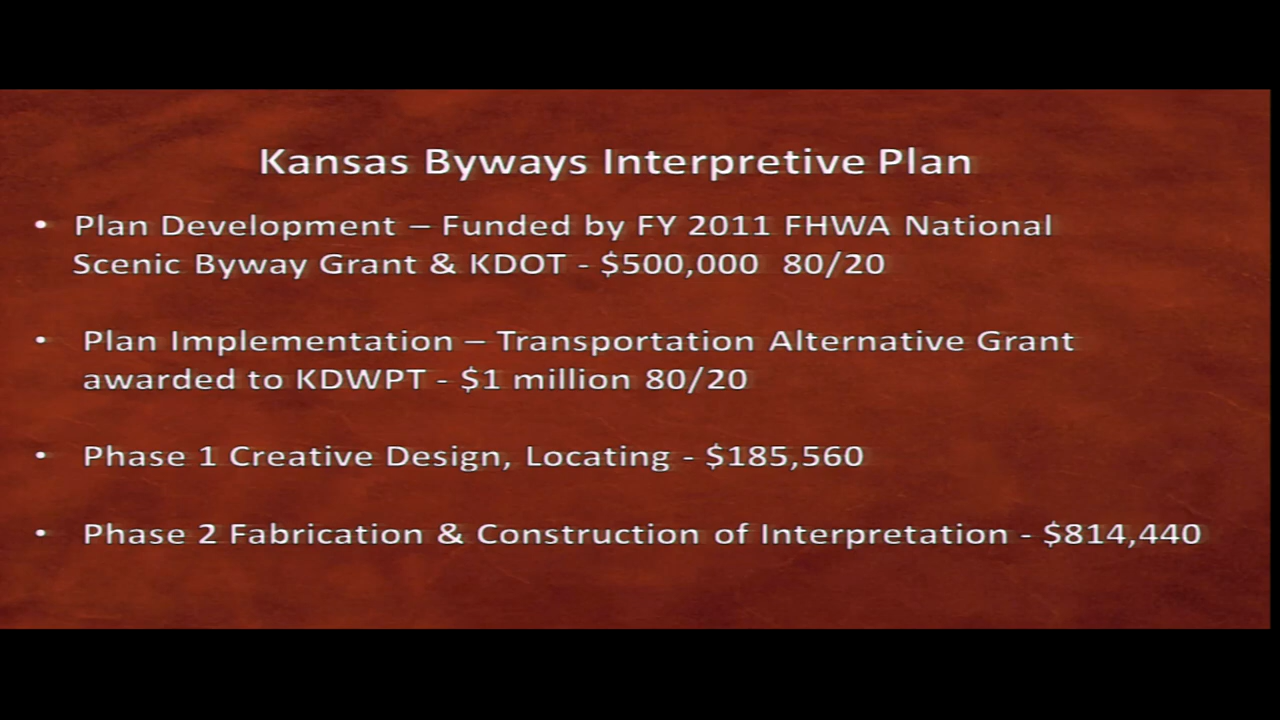 Kansas Byways Interpretive Plan
• Plan Development – Funded by FY 2011 FHWA National
Scenic Byway Grant & KDOT - $500,000 80/20
• Plan Implementation – Transportation Alternative Grant
awarded to KDWPT - $1 million 80/20
• Phase 1 Creative Design, Locating - $185,560
• Phase 2 Fabrication & Construction of Interpretation - $814,440